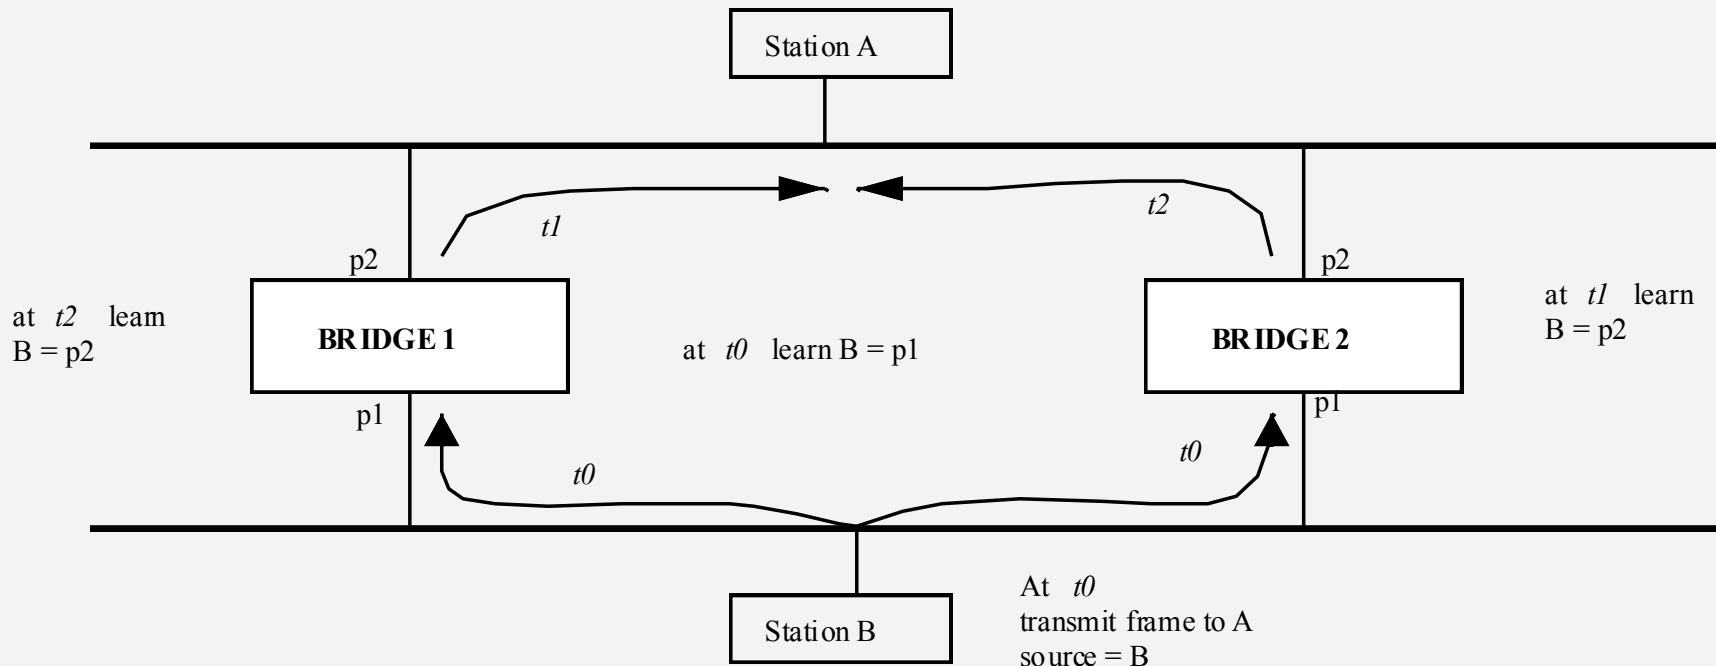 Station A
t1
t2
p2
p2
at t2 learn
B = p2
BRIDGE 1
at t0 learn B = p1
BRIDGE 2
at t1 learn
B = p2
p1
p1
t0
t0
Station B
At t0
transmit frame to A
source = B